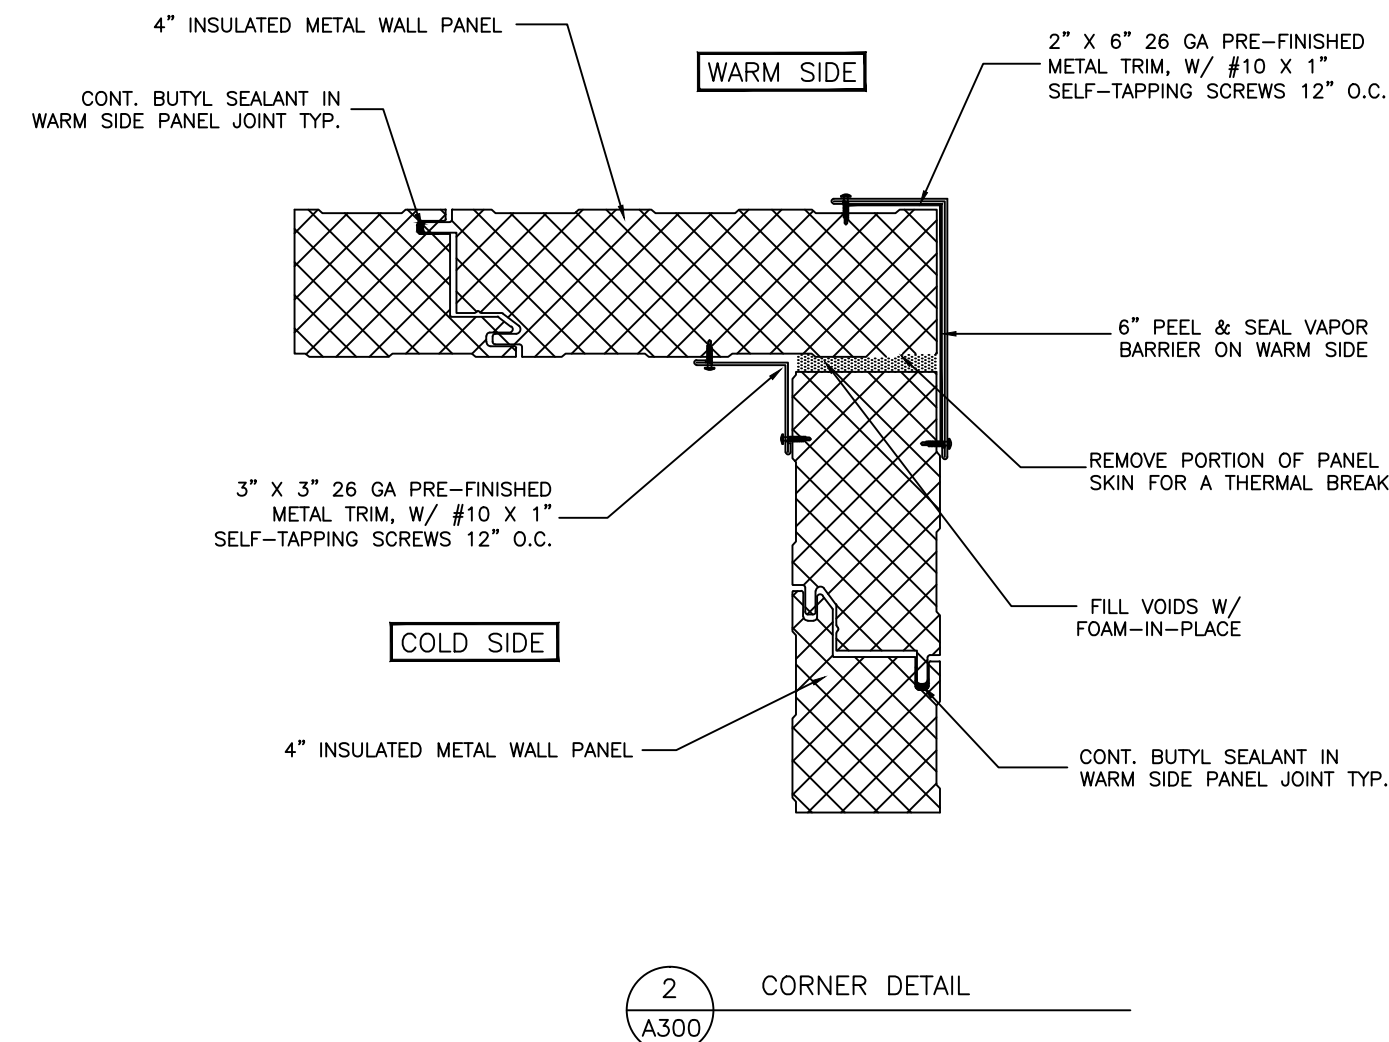 4” INSULATED METAL WALL PANEL
WARM SIDE
2” X 6” 26 GA PRE-FINISHED
METAL TRIM, W/ #10 X 1”
SELF-TAPPING SCREWS 12” O.C.
CONT. BUTYL SEALANT IN
WARM SIDE PANEL JOINT TYP.
6” PEEL & SEAL VAPOR
BARRIER ON WARM SIDE
REMOVE PORTION OF PANEL
SKIN FOR A THERMAL BREAK
3” X 3” 26 GA PRE-FINISHED
METAL TRIM, W/ #10 X 1”
SELF-TAPPING SCREWS 12” O.C.
FILL VOIDS W/
FOAM-IN-PLACE
COLD SIDE
4” INSULATED METAL WALL PANEL
CONT. BUTYL SEALANT IN
WARM SIDE PANEL JOINT TYP.
2
CORNER DETAIL
A300